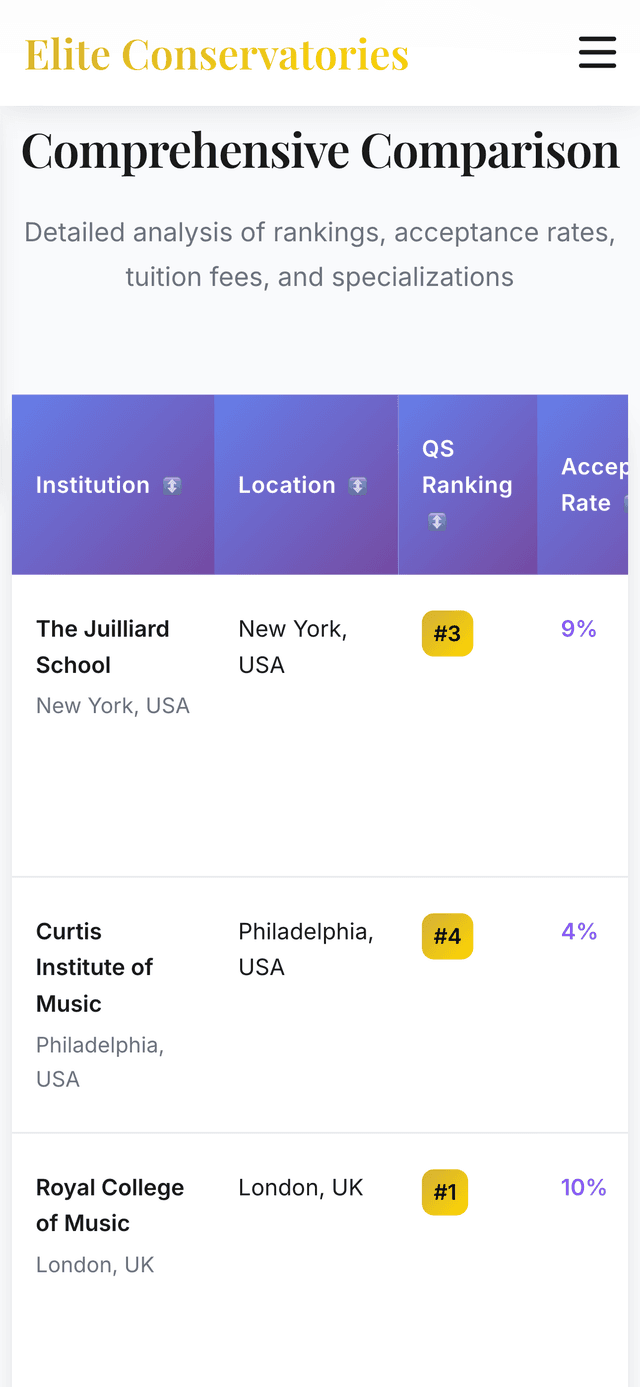 Elite Conservatories
Comprehensive Comparison
Detailed analysis of rankings, acceptance rates,
tuition fees, and specializations
Institution
Location
QS
Ranking
Accep
Rate
The Juilliard
School
New York, USA
New York,
USA
#3
9%
Curtis
Institute of
Music
Philadelphia,
USA
Philadelphia,
USA
#4
4%
Royal College
of Music
London, UK
London, UK
#1
10%